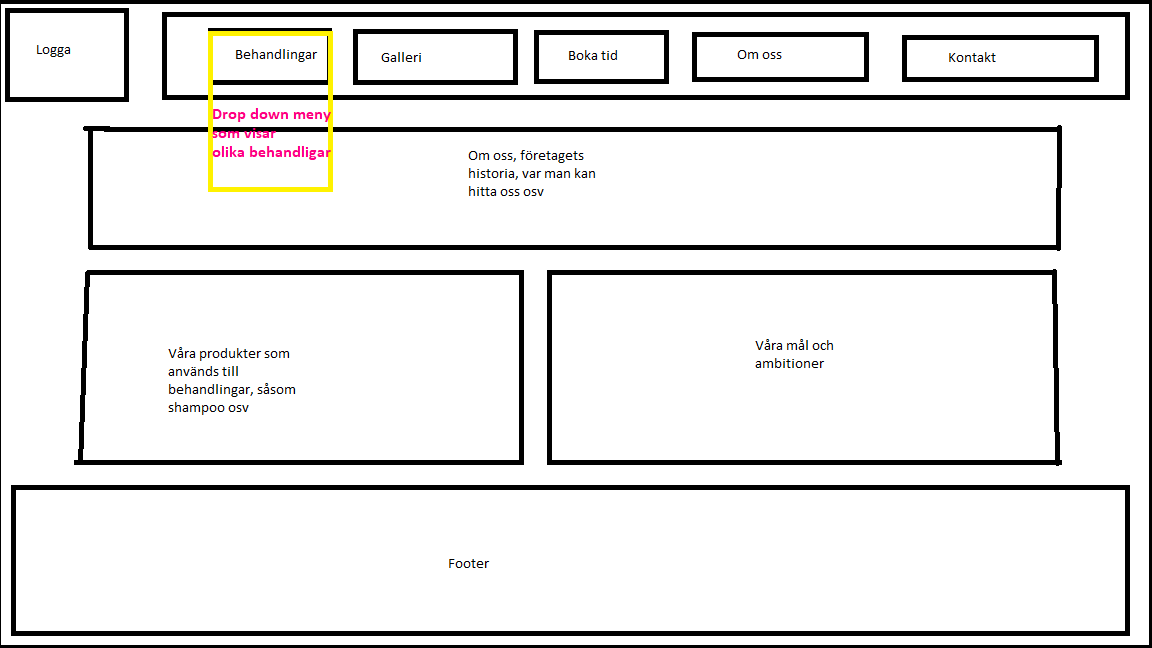 Logga
Behandlingar
Galleri
Boka tid
Om oss
Kontakt
Drop down meny
som visar
olika behandligar
Om oss, företagets
historia, var man kan
hitta oss osv
Våra produkter som
används till
behandlingar, såsom
shampoo osv
Våra mål och
ambitioner
Footer